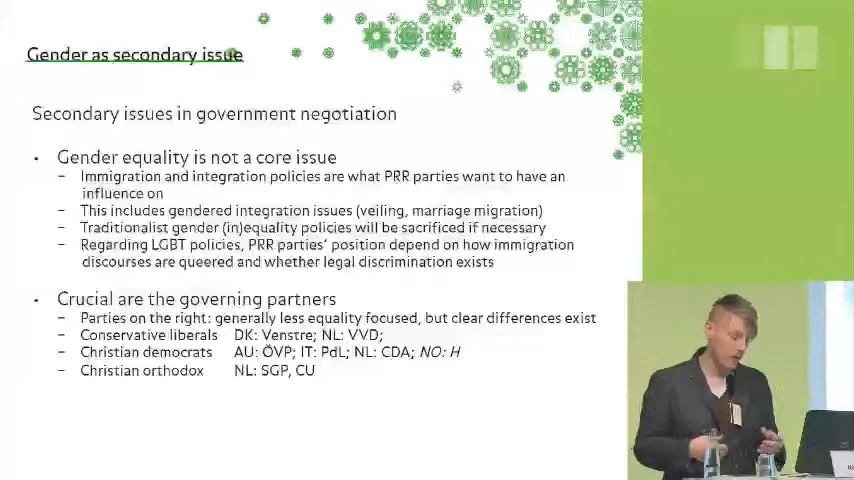 Gender as secondary issue
Secondary issues in government negotiation
• Gender equality is not a core issue
– Immigration and integration policies are what PRR parties want to have an
influence on
– This includes gendered integration issues (veiling, marriage migration)
– Traditionalist gender (in)equality policies will be sacrificed if necessary
– Regarding LGBT policies, PRR parties' position depend on how immigration
discourses are queered and whether legal discrimination exists
• Crucial are the governing partners
– Parties on the right: generally less equality focused, but clear differences exist
– Conservative liberals DK: Venstre; NL: VVD;
– Christian democrats AU: ÖVP; IT: PdL; NL: CDA; NO: H
– Christian orthodox NL: SGP, CU